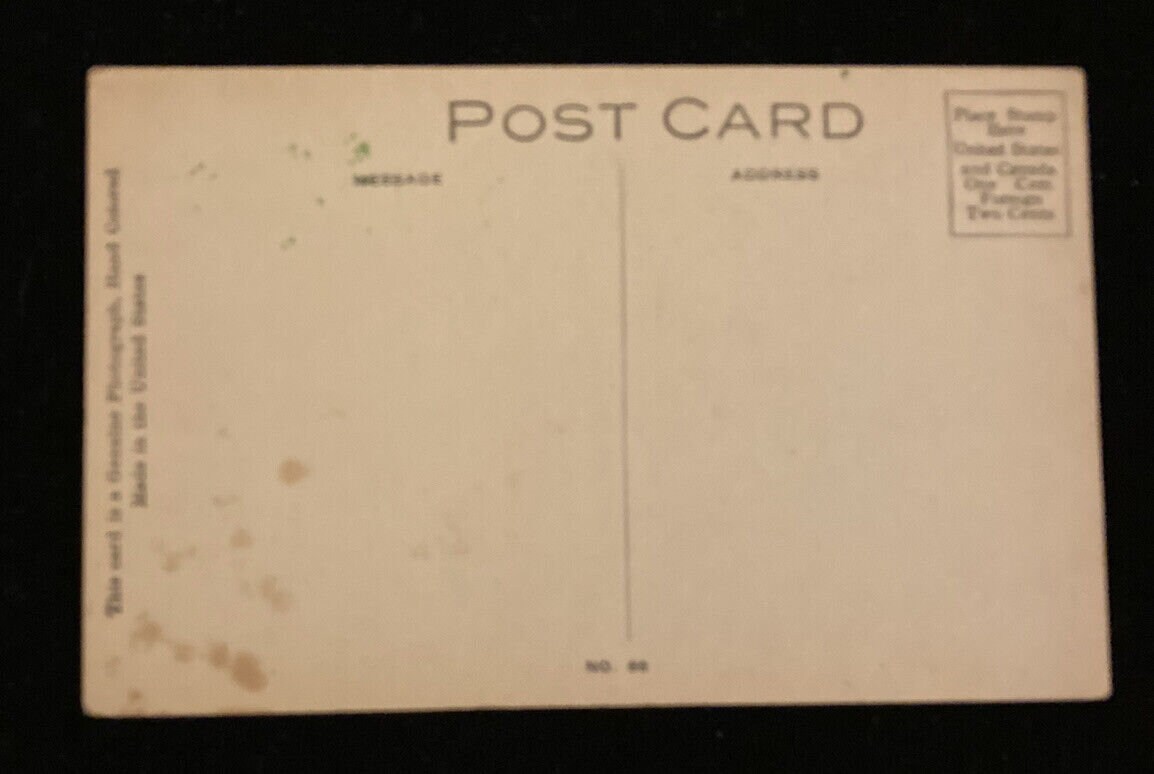 POST CARD
MESSAGE
ADDRESS
Place Stamp
Here
United States
and Canada
One Cent
Foreign
Two Cents
This card is a Genuine Photograph, Hand Colored
Made in the United States
NO.